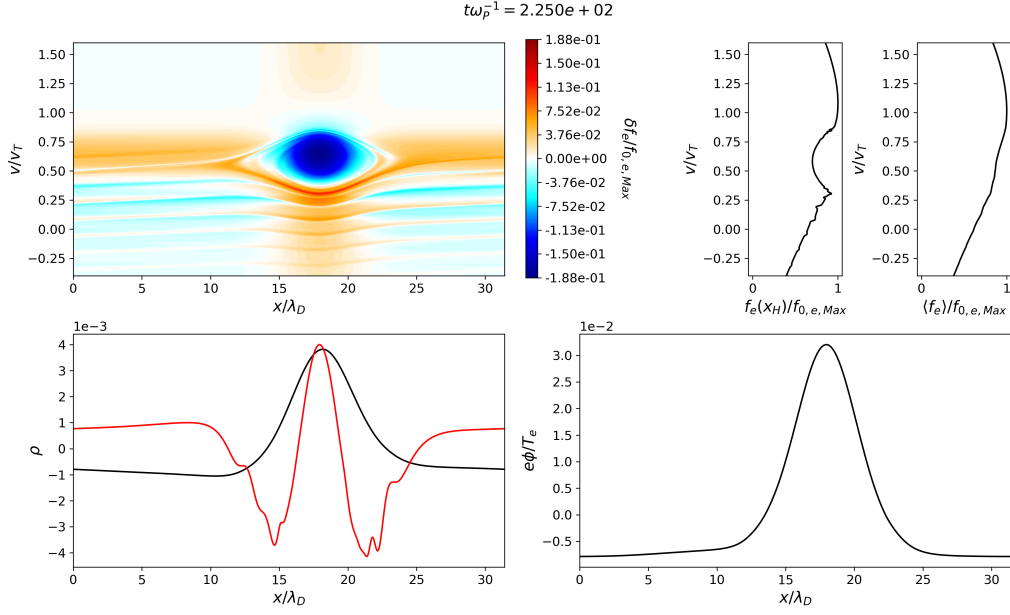 tω_P^{-1} = 2.250e + 02
1.50
1.25
1.00
0.75
0.50
0.25
0.00
−0.25
v/v_T
0 5 10 15 20 25 30
x/λ_D
1.88e-01
1.50e-01
1.13e-01
7.52e-02
3.76e-02
0.00e+00
-3.76e-02
-7.52e-02
-1.13e-01
-1.50e-01
-1.88e-01
δf_e/f_{0,e,Max}
1.50
1.25
1.00
0.75
0.50
0.25
0.00
−0.25
v/v_T
0 1
f_e(x_H)/f_{0,e,Max}
1.50
1.25
1.00
0.75
0.50
0.25
0.00
−0.25
v/v_T
0 1
⟨f_e⟩/f_{0,e,Max}
1e−3
4
3
2
1
0
−1
−2
−3
−4
ρ
0 5 10 15 20 25 30
x/λ_D
1e−2
3.0
2.5
2.0
1.5
1.0
0.5
0.0
−0.5
eϕ/T_e
0 5 10 15 20 25 30
x/λ_D